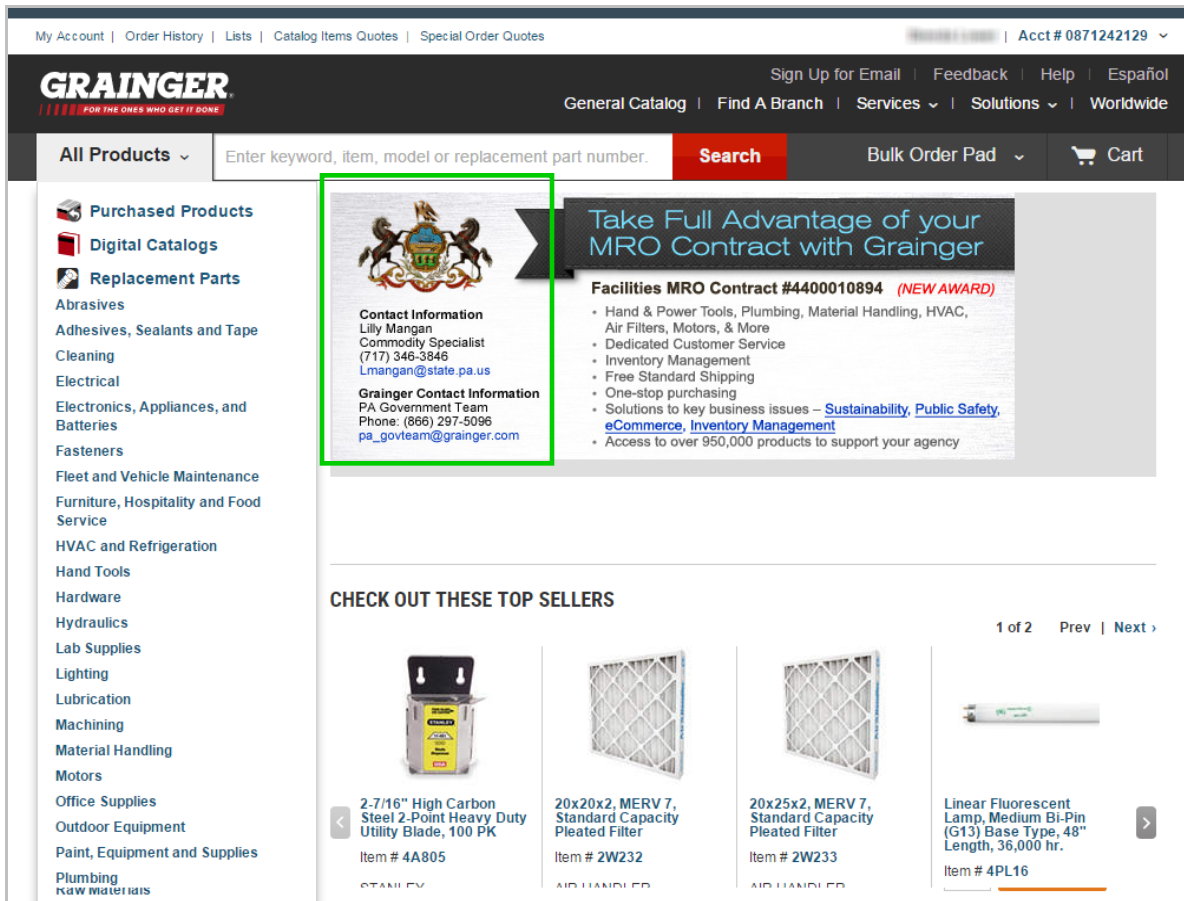 My Account | Order History | Lists | Catalog Items Quotes | Special Order Quotes
| Acct # 0871242129
Sign Up for Email | Feedback | Help | Español
GRAINGER
FOR THE ONES WHO GET IT DONE
General Catalog | Find A Branch | Services | Solutions | Worldwide
All Products
Enter keyword, item, model or replacement part number.
Search
Bulk Order Pad
Cart
Purchased Products
Digital Catalogs
Replacement Parts
Abrasives
Adhesives, Sealants and Tape
Cleaning
Electrical
Electronics, Appliances, and
Batteries
Fasteners
Fleet and Vehicle Maintenance
Furniture, Hospitality and Food
Service
HVAC and Refrigeration
Hand Tools
Hardware
Hydraulics
Lab Supplies
Lighting
Lubrication
Machining
Material Handling
Motors
Office Supplies
Outdoor Equipment
Paint, Equipment and Supplies
Plumbing
Raw Materials
Contact Information
Lilly Mangan
Commodity Specialist
(717) 346-3846
Lmangan@state.pa.us
Grainger Contact Information
PA Government Team
Phone: (866) 297-5096
pa_govteam@grainger.com
Take Full Advantage of your
MRO Contract with Grainger
Facilities MRO Contract #4400010894 (NEW AWARD)
• Hand & Power Tools, Plumbing, Material Handling, HVAC,
Air Filters, Motors, & More
• Dedicated Customer Service
• Inventory Management
• Free Standard Shipping
• One-stop purchasing
• Solutions to key business issues – Sustainability, Public Safety,
eCommerce, Inventory Management
• Access to over 950,000 products to support your agency
CHECK OUT THESE TOP SELLERS
1 of 2 Prev | Next ›
STANLEY
2-7/16" High Carbon
Steel 2-Point Heavy Duty
Utility Blade, 100 PK
Item # 4A805
STANLEY
20x20x2, MERV 7,
Standard Capacity
Pleated Filter
Item # 2W232
AIR HANDLER
20x25x2, MERV 7,
Standard Capacity
Pleated Filter
Item # 2W233
AIR HANDLER
Linear Fluorescent
Lamp, Medium Bi-Pin
(G13) Base Type, 48"
Length, 36,000 hr.
Item # 4PL16